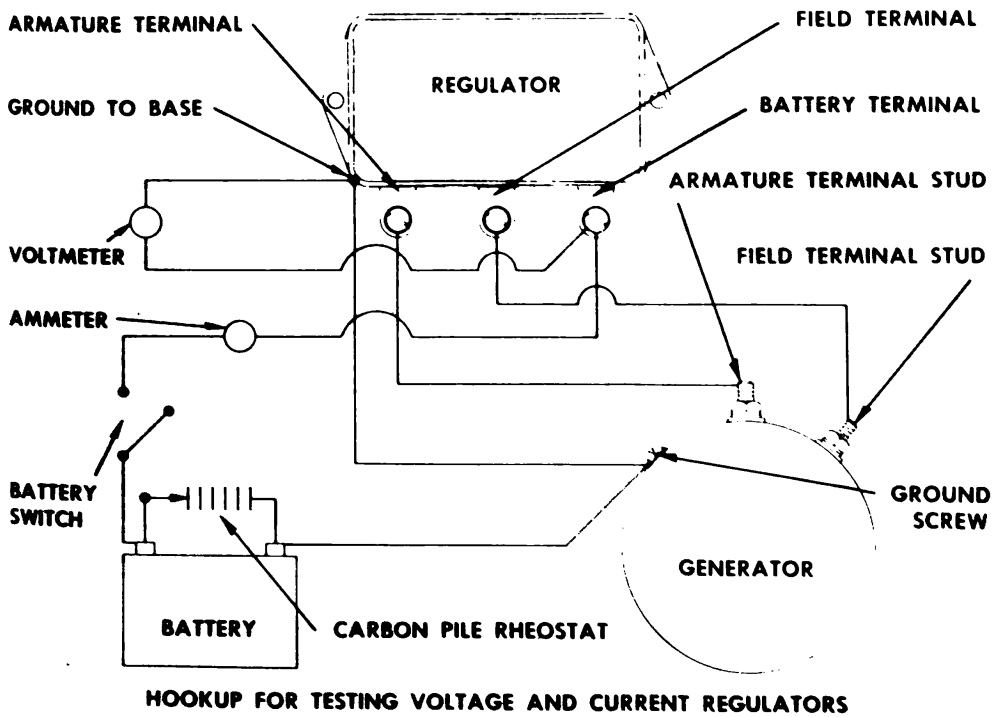 ARMATURE TERMINAL
FIELD TERMINAL
REGULATOR
GROUND TO BASE
BATTERY TERMINAL
ARMATURE TERMINAL STUD
VOLTMETER
FIELD TERMINAL STUD
AMMETER
BATTERY
SWITCH
GROUND
SCREW
GENERATOR
BATTERY
CARBON PILE RHEOSTAT
HOOKUP FOR TESTING VOLTAGE AND CURRENT REGULATORS